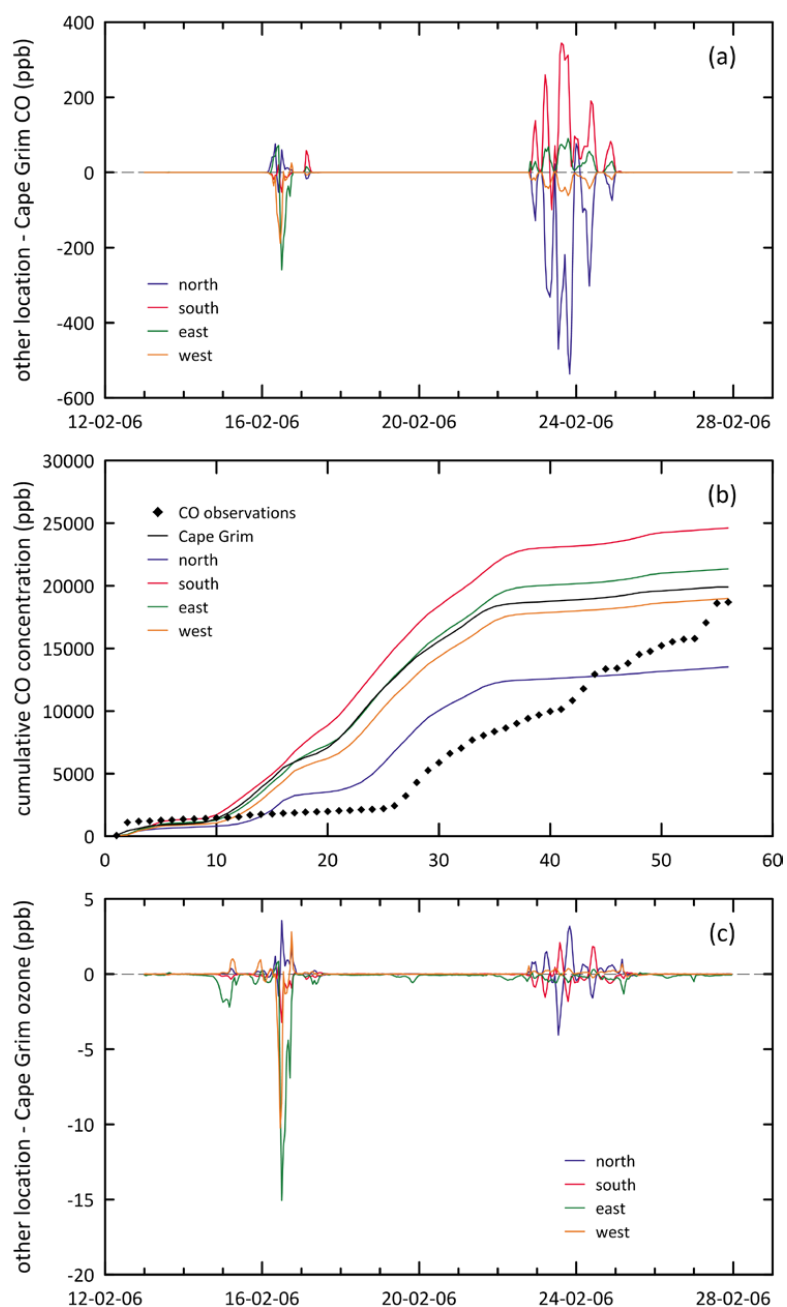 400
200
0
-200
-400
-600
other location - Cape Grim CO (ppb)
(a)
north
south
east
west
12-02-06 16-02-06 20-02-06 24-02-06 28-02-06
30000
25000
20000
15000
10000
5000
0
cumulative CO concentration (ppb)
(b)
CO observations
Cape Grim
north
south
east
west
0 10 20 30 40 50 60
5
0
-5
-10
-15
-20
other location - Cape Grim ozone (ppb)
(c)
north
south
east
west
12-02-06 16-02-06 20-02-06 24-02-06 28-02-06